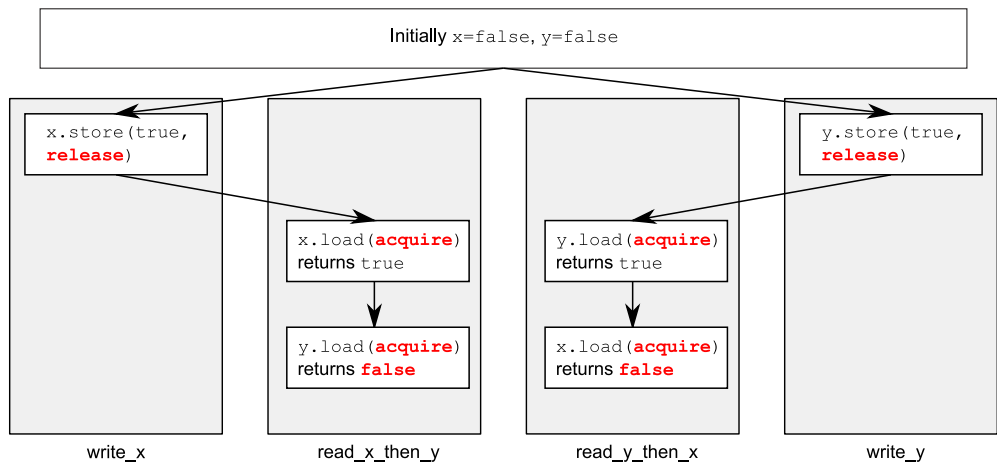 Initially x=false, y=false
x.store(true,
release)
y.store(true,
release)
x.load(acquire)
returns true
y.load(acquire)
returns true
y.load(acquire)
returns false
x.load(acquire)
returns false
write_x
read_x_then_y
read_y_then_x
write_y